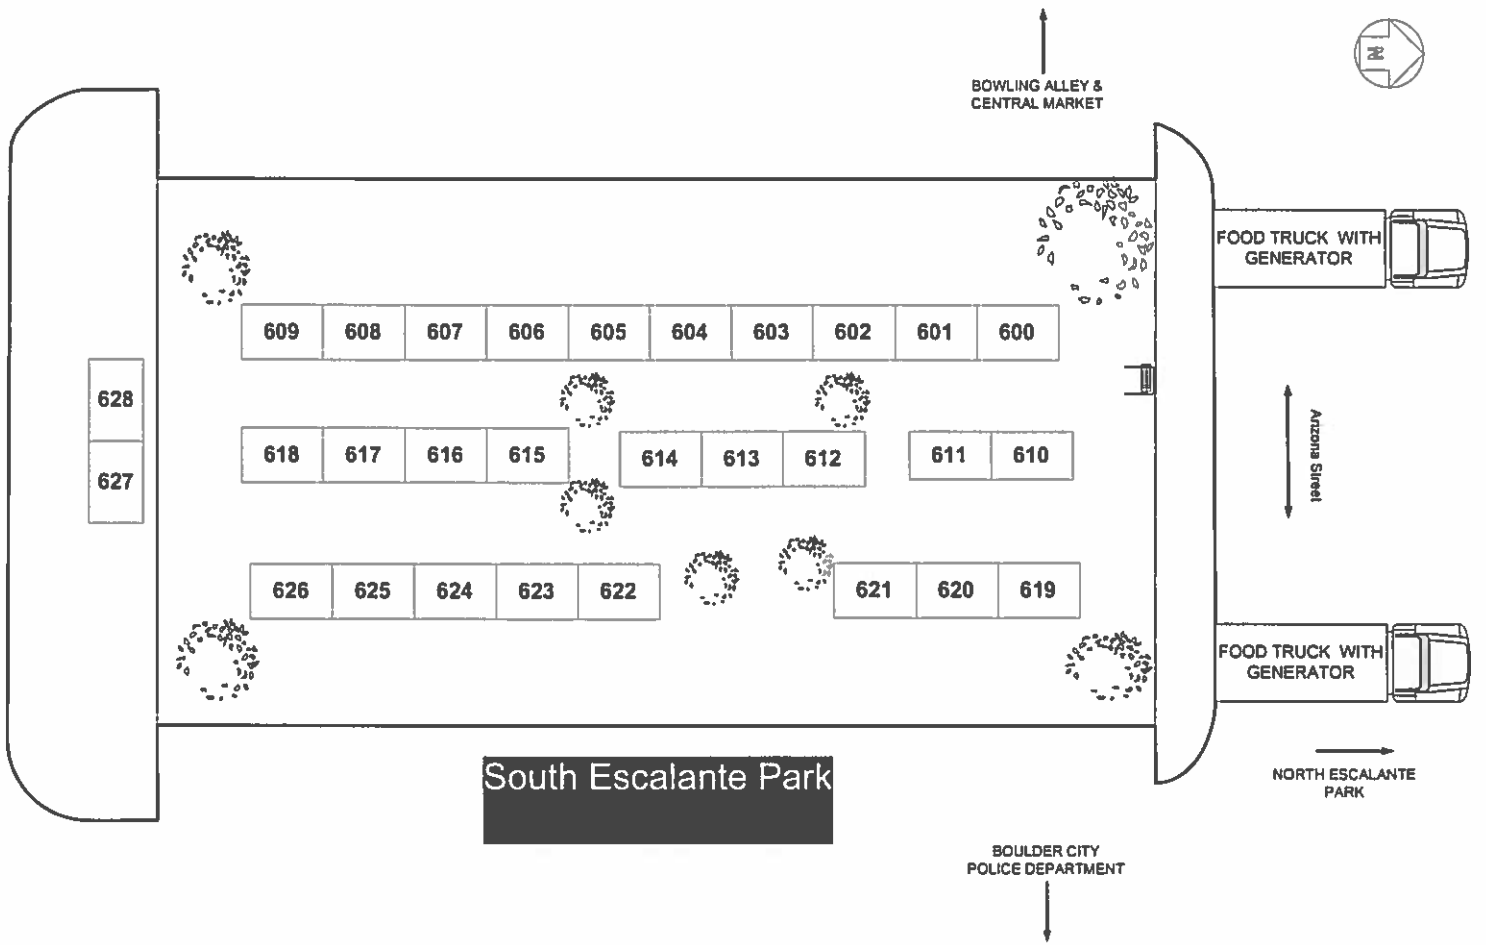 BOWLING ALLEY &
CENTRAL MARKET
N
FOOD TRUCK WITH
GENERATOR
609 608 607 606 605 604 603 602 601 600
628
627
618 617 616 615 614 613 612 611 610
Arizona Street
626 625 624 623 622 621 620 619
FOOD TRUCK WITH
GENERATOR
South Escalante Park
NORTH ESCALANTE
PARK
BOULDER CITY
POLICE DEPARTMENT